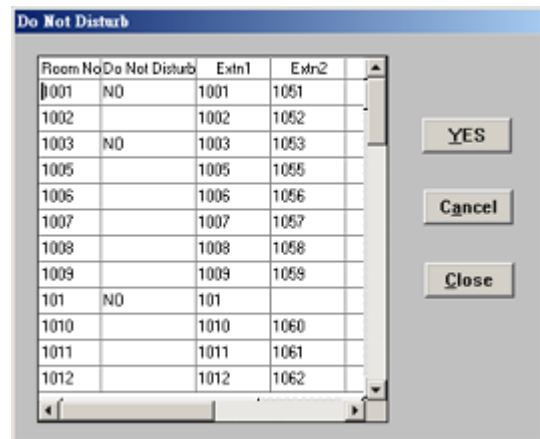 Do Not Disturb
Room No Do Not Disturb Extn1 Extn2
1001 NO 1001 1051
1002 1002 1052
1003 NO 1003 1053
1005 1005 1055
1006 1006 1056
1007 1007 1057
1008 1008 1058
1009 1009 1059
101 NO 101
1010 1010 1060
1011 1011 1061
1012 1012 1062
YES
Cancel
Close